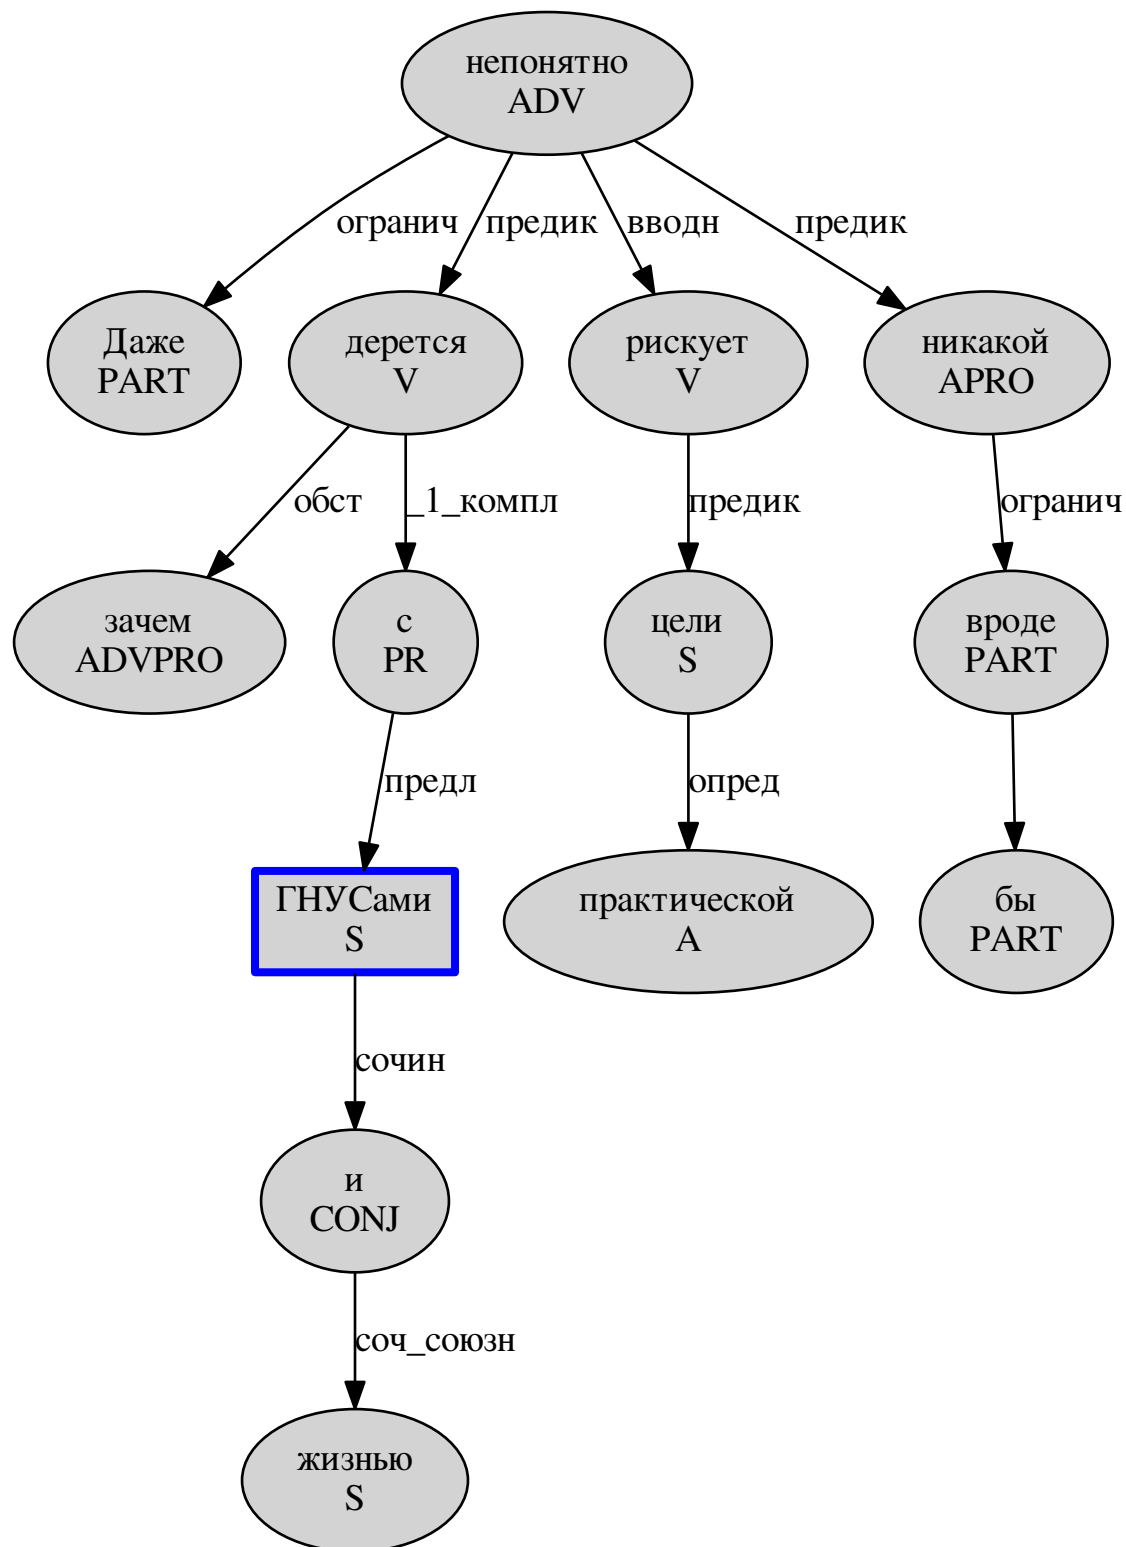 непонятно
ADV
огранич
предик
вводн
предик
Даже
PART
дерется
V
рискует
V
никакой
APRO
обст
_1_компл
предик
огранич
зачем
ADVPRO
с
PR
цели
S
вроде
PART
предл
опред
ГНУСами
S
практической
A
бы
PART
сочин
и
CONJ
соч_союзн
жизнью
S